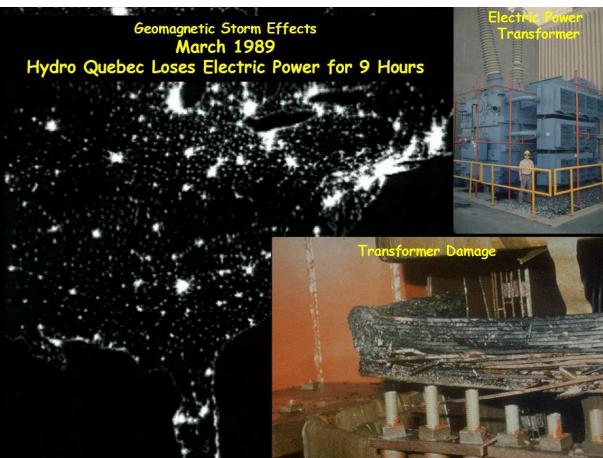 Geomagnetic Storm Effects
March 1989
Hydro Quebec Loses Electric Power for 9 Hours
Electric Power
Transformer
Transformer Damage